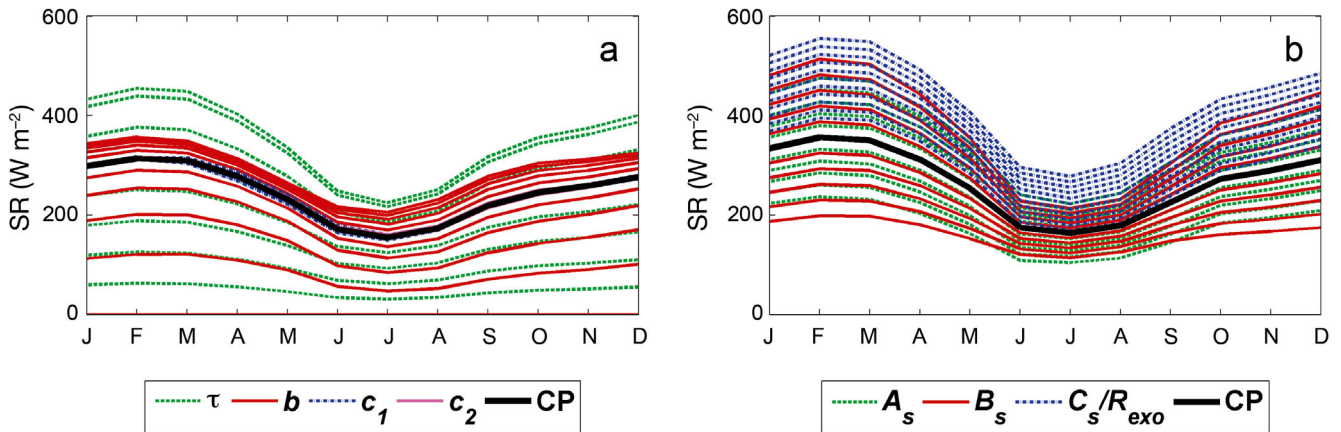 600
400
200
0
SR (W m⁻²)
a
J F M A M J J A S O N D
τ b c₁ c₂ CP
600
400
200
0
SR (W m⁻²)
b
J F M A M J J A S O N D
Aₛ Bₛ Cₛ/Rₑₓₒ CP